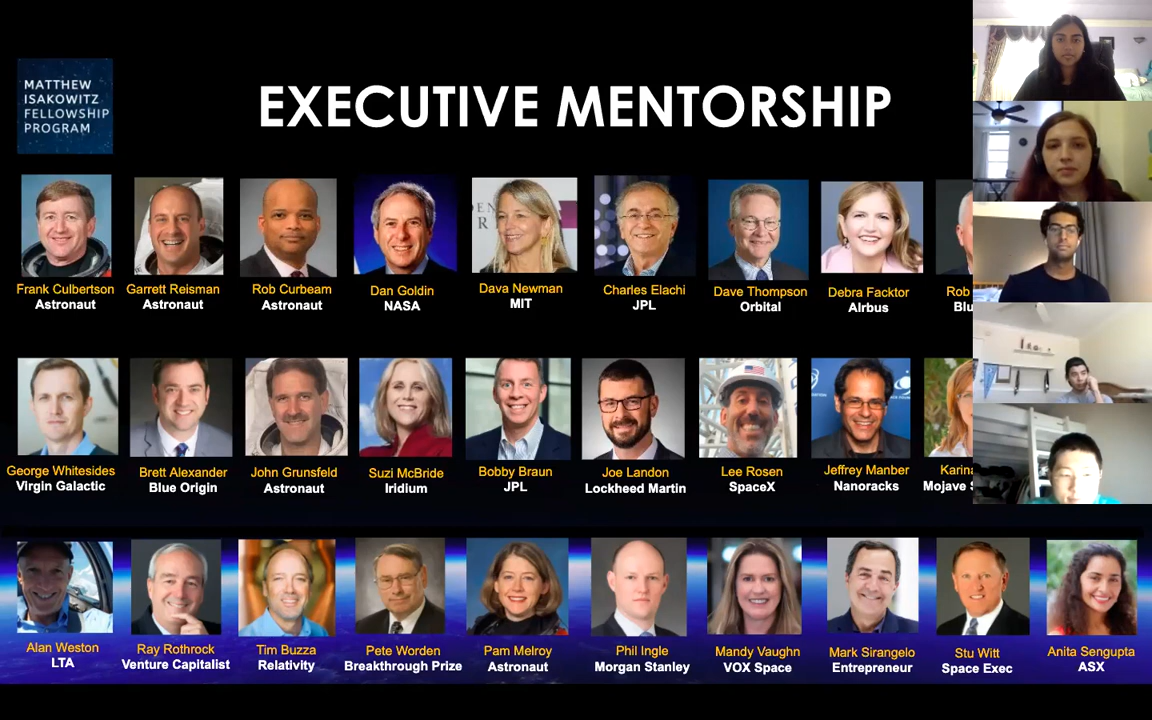 MATTHEW
ISAKOWITZ
FELLOWSHIP
PROGRAM
EXECUTIVE MENTORSHIP
Frank Culbertson Garrett Reisman Rob Curbeam Dan Goldin Dava Newman Charles Elachi Dave Thompson Debra Facktor Rob
Astronaut Astronaut Astronaut NASA MIT JPL Orbital AIrbus Blu
George Whitesides Brett Alexander John Grunsfeld Suzi McBride Bobby Braun Joe Landon Lee Rosen Jeffrey Manber Karina
Virgin Galactic Blue Origin Astronaut Iridium JPL Lockheed Martin SpaceX Nanoracks Mojave S
Alan Weston Ray Rothrock Tim Buzza Pete Worden Pam Melroy Phil Ingle Mandy Vaughn Mark Sirangelo Stu Witt Anita Sengupta
LTA Venture Capitalist Relativity Breakthrough Prize Astronaut Morgan Stanley VOX Space Entrepreneur Space Exec ASX